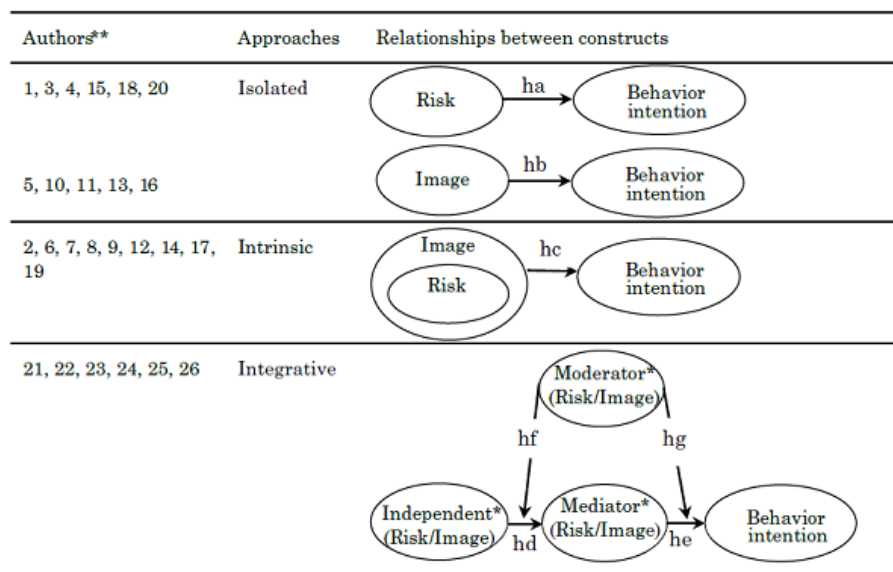 Authors** Approaches Relationships between constructs
1, 3, 4, 15, 18, 20 Isolated
Risk
ha
Behavior
intention
5, 10, 11, 13, 16
Image
hb
Behavior
intention
2, 6, 7, 8, 9, 12, 14, 17, Intrinsic
19
Image
Risk
hc
Behavior
intention
21, 22, 23, 24, 25, 26 Integrative
Moderator*
(Risk/Image)
hf
hg
Independent*
(Risk/Image)
hd
Mediator*
(Risk/Image)
he
Behavior
intention